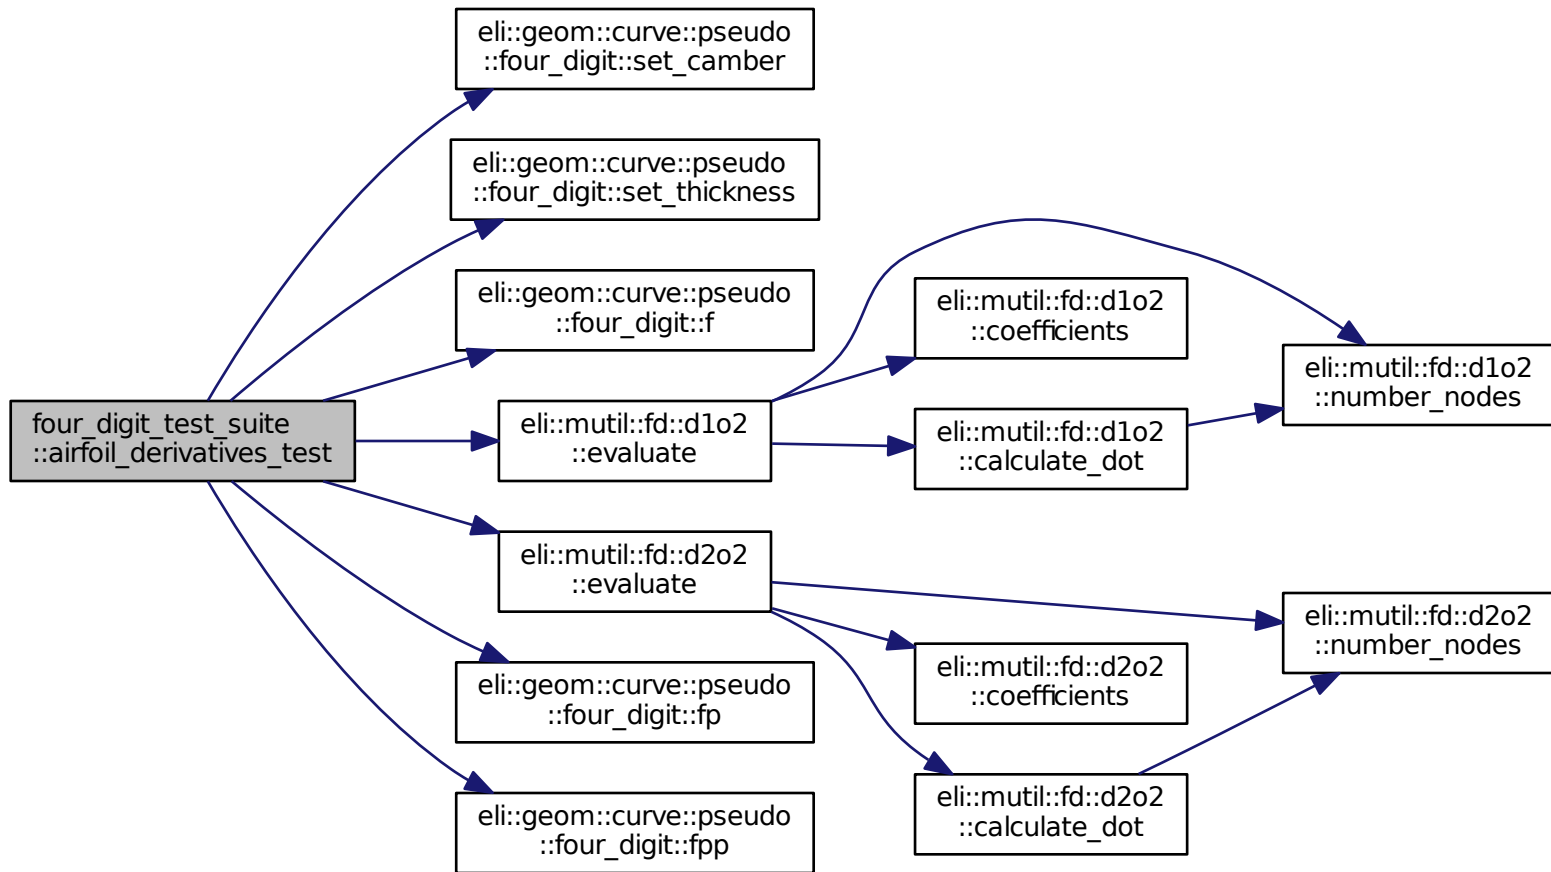 eli::geom::curve::pseudo
::four_digit::set_camber
eli::geom::curve::pseudo
::four_digit::set_thickness
eli::geom::curve::pseudo
::four_digit::f
eli::mutil::fd::d1o2
::coefficients
eli::mutil::fd::d1o2
::number_nodes
four_digit_test_suite
::airfoil_derivatives_test
eli::mutil::fd::d1o2
::evaluate
eli::mutil::fd::d1o2
::calculate_dot
eli::mutil::fd::d2o2
::evaluate
eli::mutil::fd::d2o2
::number_nodes
eli::mutil::fd::d2o2
::coefficients
eli::geom::curve::pseudo
::four_digit::fp
eli::mutil::fd::d2o2
::calculate_dot
eli::geom::curve::pseudo
::four_digit::fpp